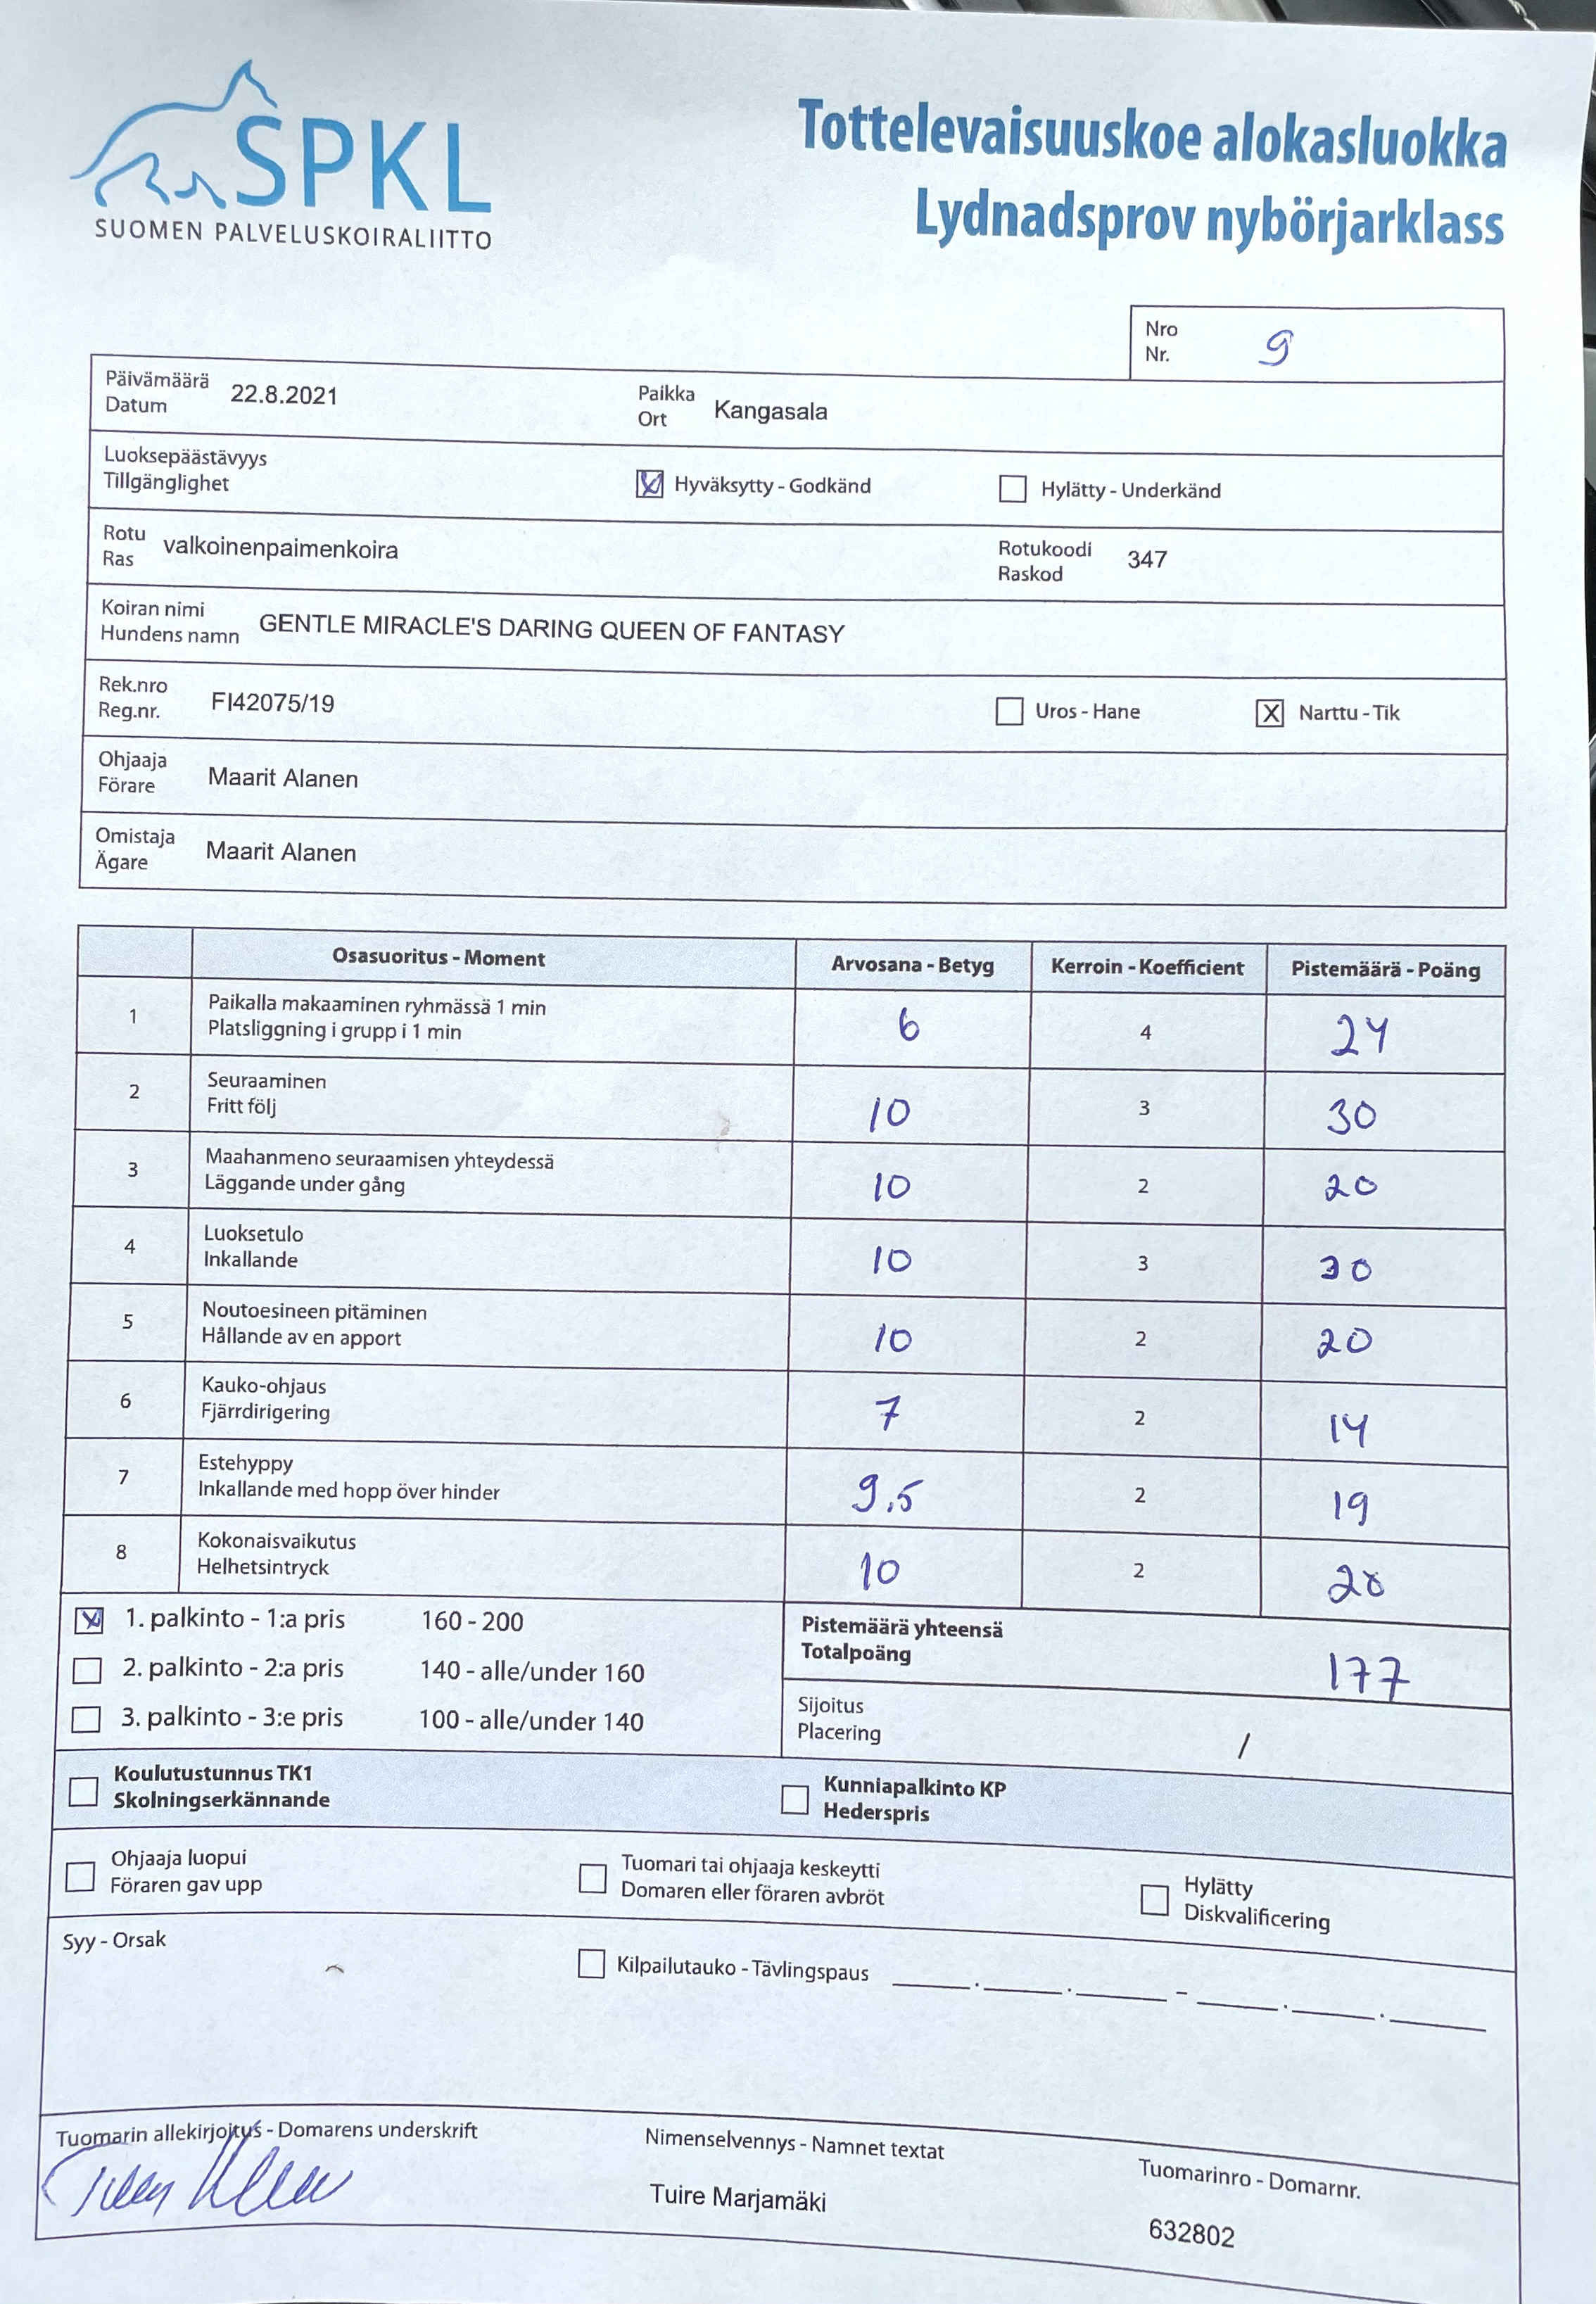 SPKL
SUOMEN PALVELUSKOIRALIITTO
Tottelevaisuuskoe alokasluokka
Lydnadsprov nybörjarklass
Nro
Nr. 9
Päivämäärä
Datum 22.8.2021
Paikka
Ort Kangasala
Luoksepäästävyys
Tillgänglighet
X Hyväksytty - Godkänd
Hylätty - Underkänd
Rotu
Ras valkoinenpaimenkoira
Rotukoodi
Raskod 347
Koiran nimi
Hundens namn GENTLE MIRACLE'S DARING QUEEN OF FANTASY
Rek.nro
Reg.nr. FI42075/19
Uros - Hane
X Narttu - Tik
Ohjaaja
Förare Maarit Alanen
Omistaja
Ägare Maarit Alanen
Osasuoritus - Moment Arvosana - Betyg Kerroin - Koefficient Pistemäärä - Poäng
1 Paikalla makaaminen ryhmässä 1 min
Platsliggning i grupp i 1 min 6 4 24
2 Seuraaminen
Fritt följ 10 3 30
3 Maahanmeno seuraamisen yhteydessä
Läggande under gång 10 2 20
4 Luoksetulo
Inkallande 10 3 30
5 Noutoesineen pitäminen
Hållande av en apport 10 2 20
6 Kauko-ohjaus
Fjärrdirigering 7 2 14
7 Estehyppy
Inkallande med hopp över hinder 9,5 2 19
8 Kokonaisvaikutus
Helhetsintryck 10 2 20
X 1. palkinto - 1:a pris 160 - 200
2. palkinto - 2:a pris 140 - alle/under 160
3. palkinto - 3:e pris 100 - alle/under 140
Pistemäärä yhteensä
Totalpoäng 177
Sijoitus
Placering /
Koulutustunnus TK1
Skolningserkännande
Kunniapalkinto KP
Hederspris
Ohjaaja luopui
Föraren gav upp
Tuomari tai ohjaaja keskeytti
Domaren eller föraren avbröt
Hylätty
Diskvalificering
Syy - Orsak
Kilpailutauko - Tävlingspaus ____.____.____ - ____.____.____
Tuomarin allekirjoitus - Domarens underskrift
Nimenselvennys - Namnet textat
Tuire Marjamäki
Tuomarinro - Domarnr.
632802